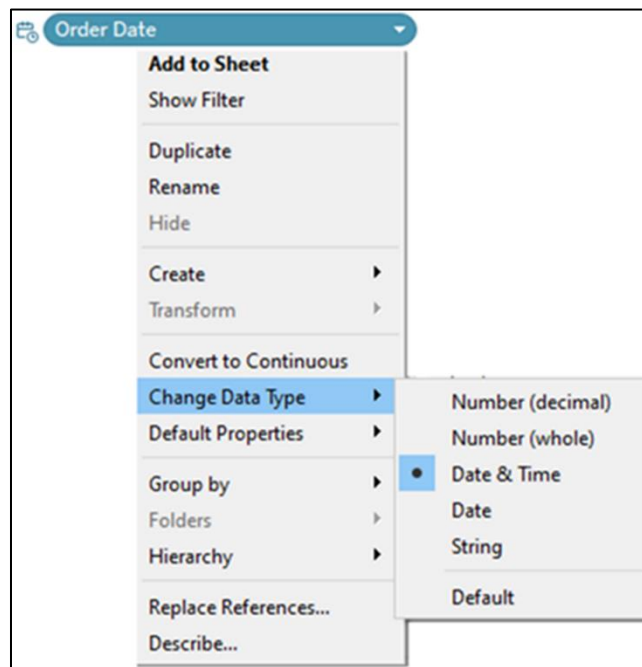 Order Date
Add to Sheet
Show Filter
Duplicate
Rename
Hide
Create
Transform
Convert to Continuous
Change Data Type
Default Properties
Group by
Folders
Hierarchy
Replace References...
Describe...
Number (decimal)
Number (whole)
Date & Time
Date
String
Default